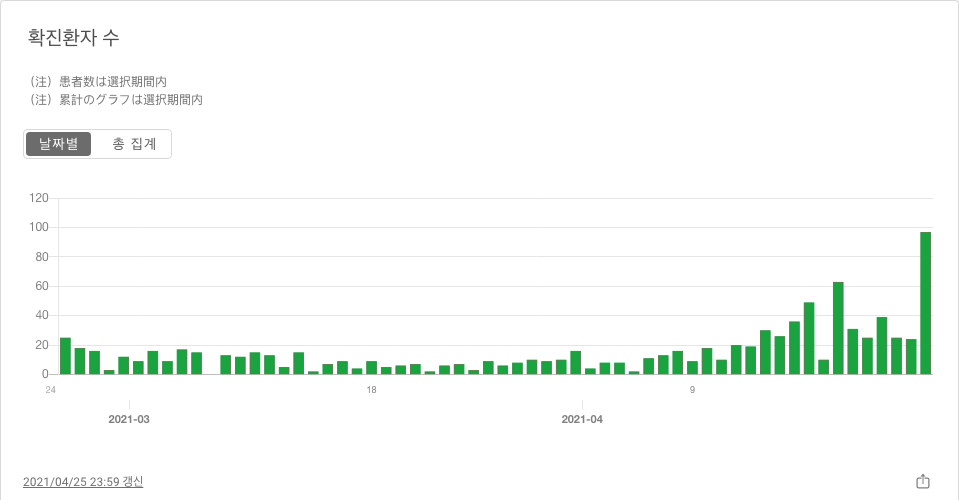 확진환자 수
（注）患者数は選択期間内
（注）累計のグラフは選択期間内
날짜별 총 집계
120
100
80
60
40
20
0
24 18 9
2021-03 2021-04
2021/04/25 23:59 갱신